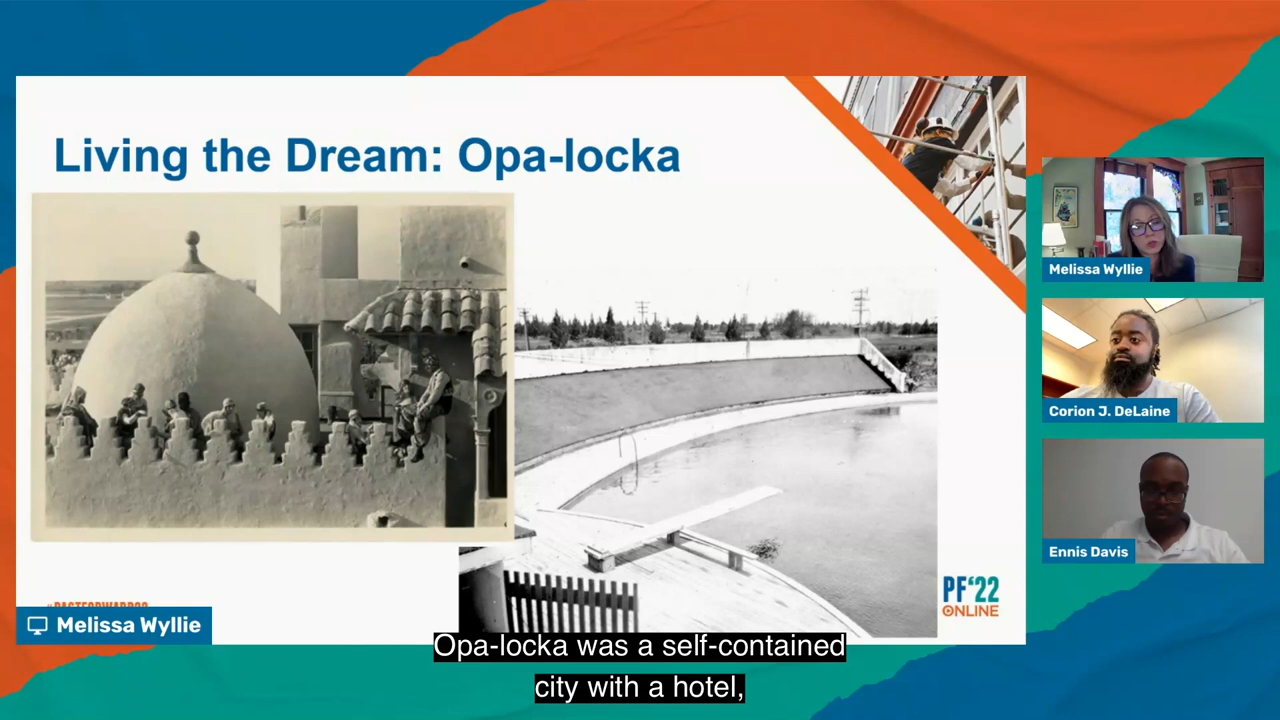 Living the Dream: Opa-locka
Melissa Wyllie
Corion J. DeLaine
Ennis Davis
PF'22
ONLINE
Melissa Wyllie
Opa-locka was a self-contained
city with a hotel,